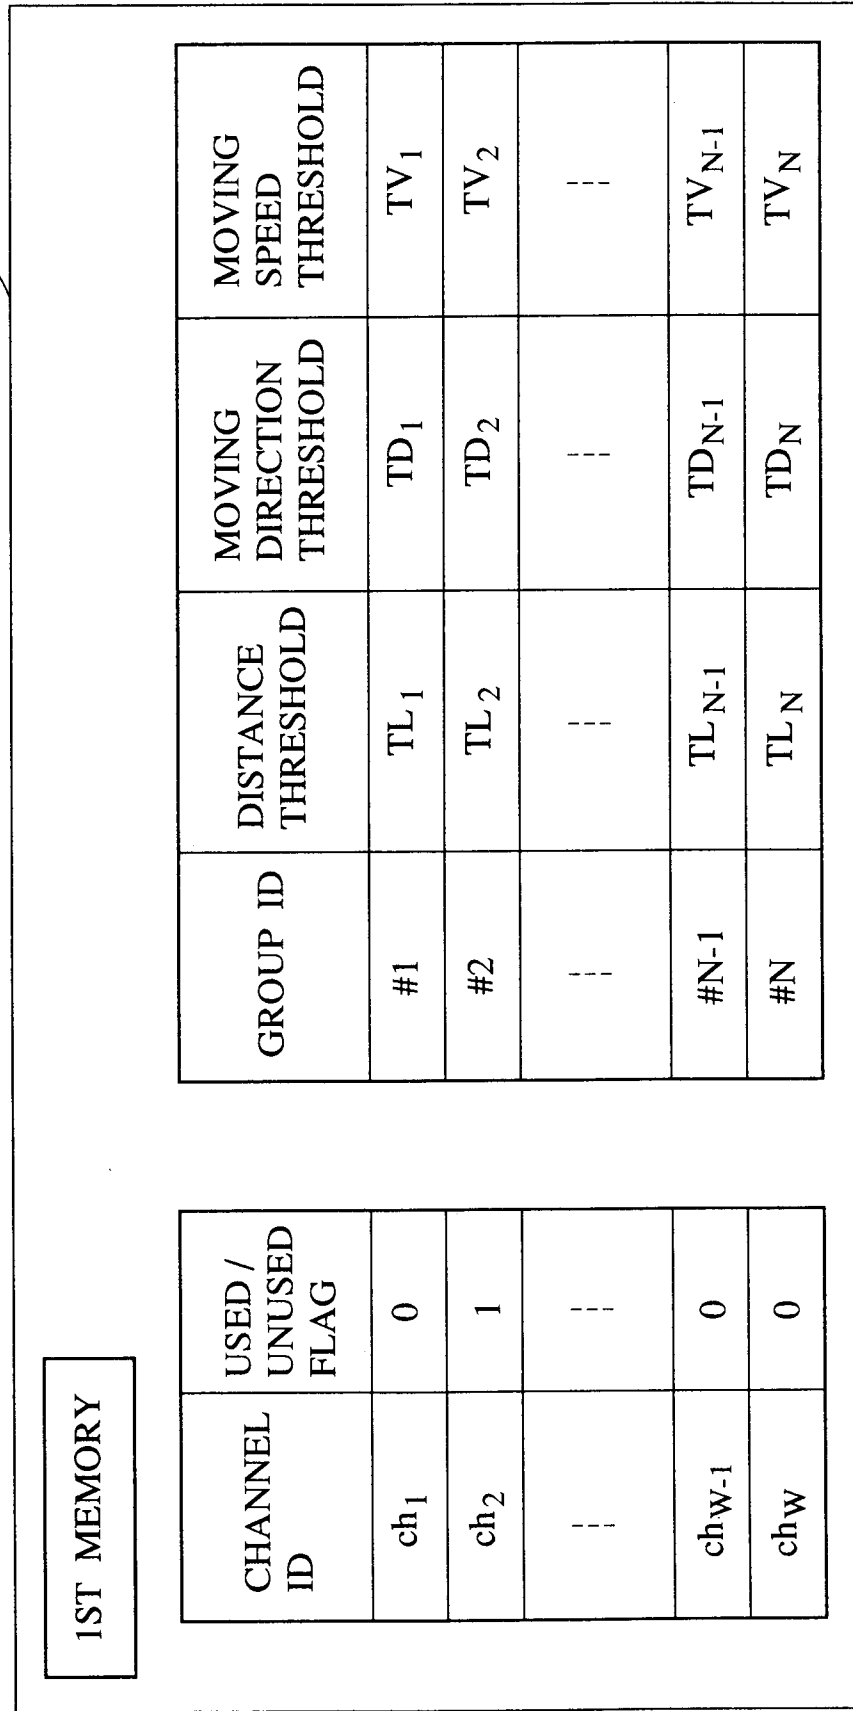 1ST MEMORY
CHANNEL ID
USED / UNUSED FLAG
ch1
0
ch2
1
---
---
chW-1
0
chW
0
GROUP ID
DISTANCE THRESHOLD
MOVING DIRECTION THRESHOLD
MOVING SPEED THRESHOLD
#1
TL1
TD1
TV1
#2
TL2
TD2
TV2
---
---
---
---
#N-1
TLN-1
TDN-1
TVN-1
#N
TLN
TDN
TVN